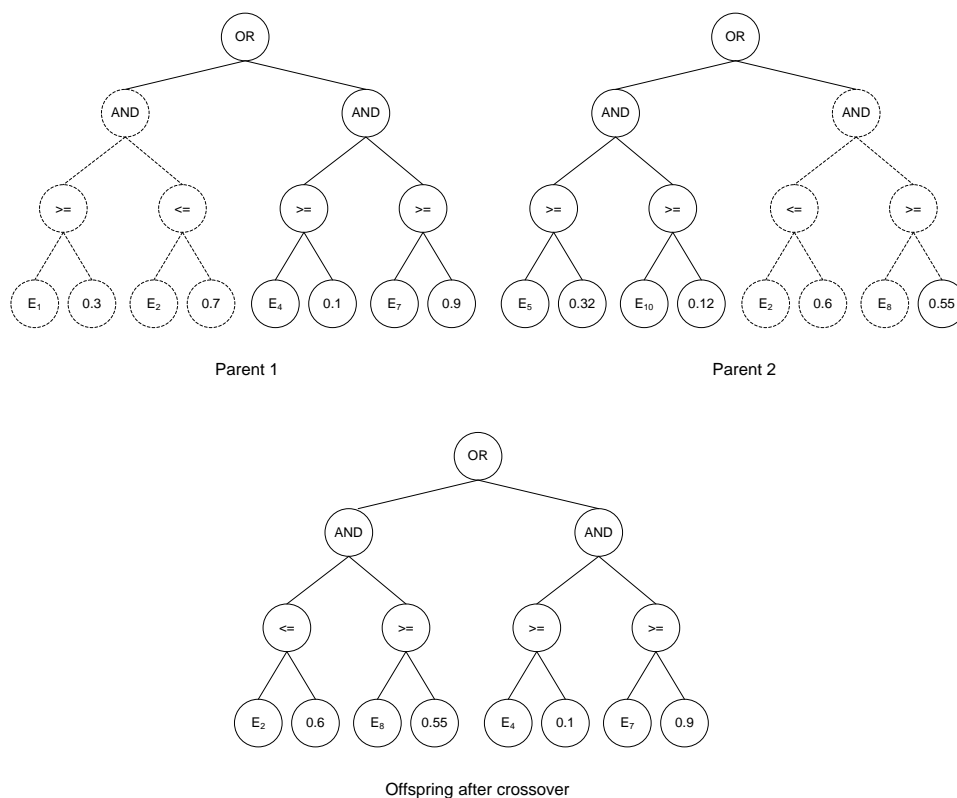 OR OR
AND AND AND AND
>= <= >= >= >= >= <= >=
E₁ 0.3 E₂ 0.7 E₄ 0.1 E₇ 0.9 E₅ 0.32 E₁₀ 0.12 E₂ 0.6 E₈ 0.55
Parent 1 Parent 2
OR
AND AND
<= >= >= >=
E₂ 0.6 E₈ 0.55 E₄ 0.1 E₇ 0.9
Offspring after crossover